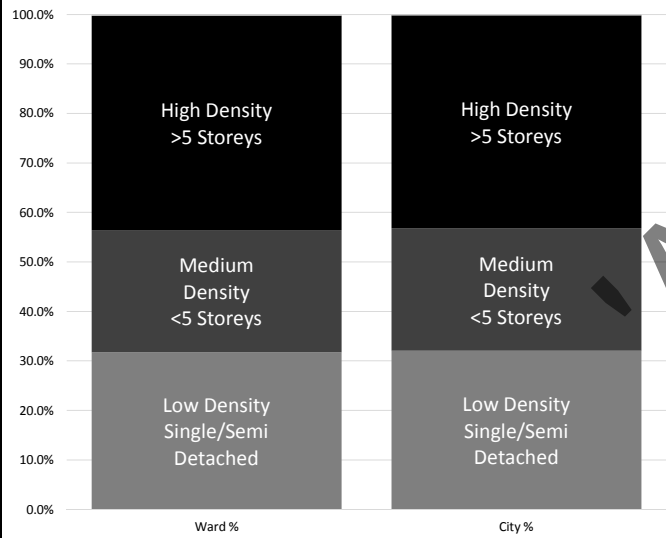 100.0%
90.0%
80.0%
70.0%
60.0%
50.0%
40.0%
30.0%
20.0%
10.0%
0.0%
High Density
>5 Storeys
Medium
Density
<5 Storeys
Low Density
Single/Semi
Detached
High Density
>5 Storeys
Medium
Density
<5 Storeys
Low Density
Single/Semi
Detached
Ward %
City %